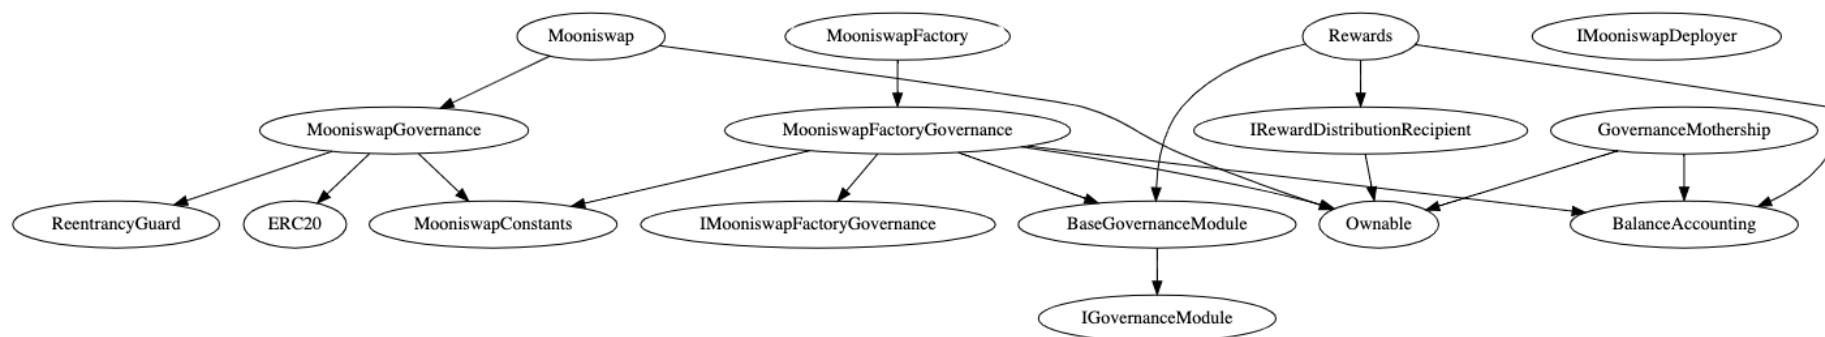 Mooniswap
MooniswapFactory
Rewards
IMooniswapDeployer
MooniswapGovernance
MooniswapFactoryGovernance
IRewardDistributionRecipient
GovernanceMothership
ReentrancyGuard
ERC20
MooniswapConstants
IMooniswapFactoryGovernance
BaseGovernanceModule
Ownable
BalanceAccounting
IGovernanceModule